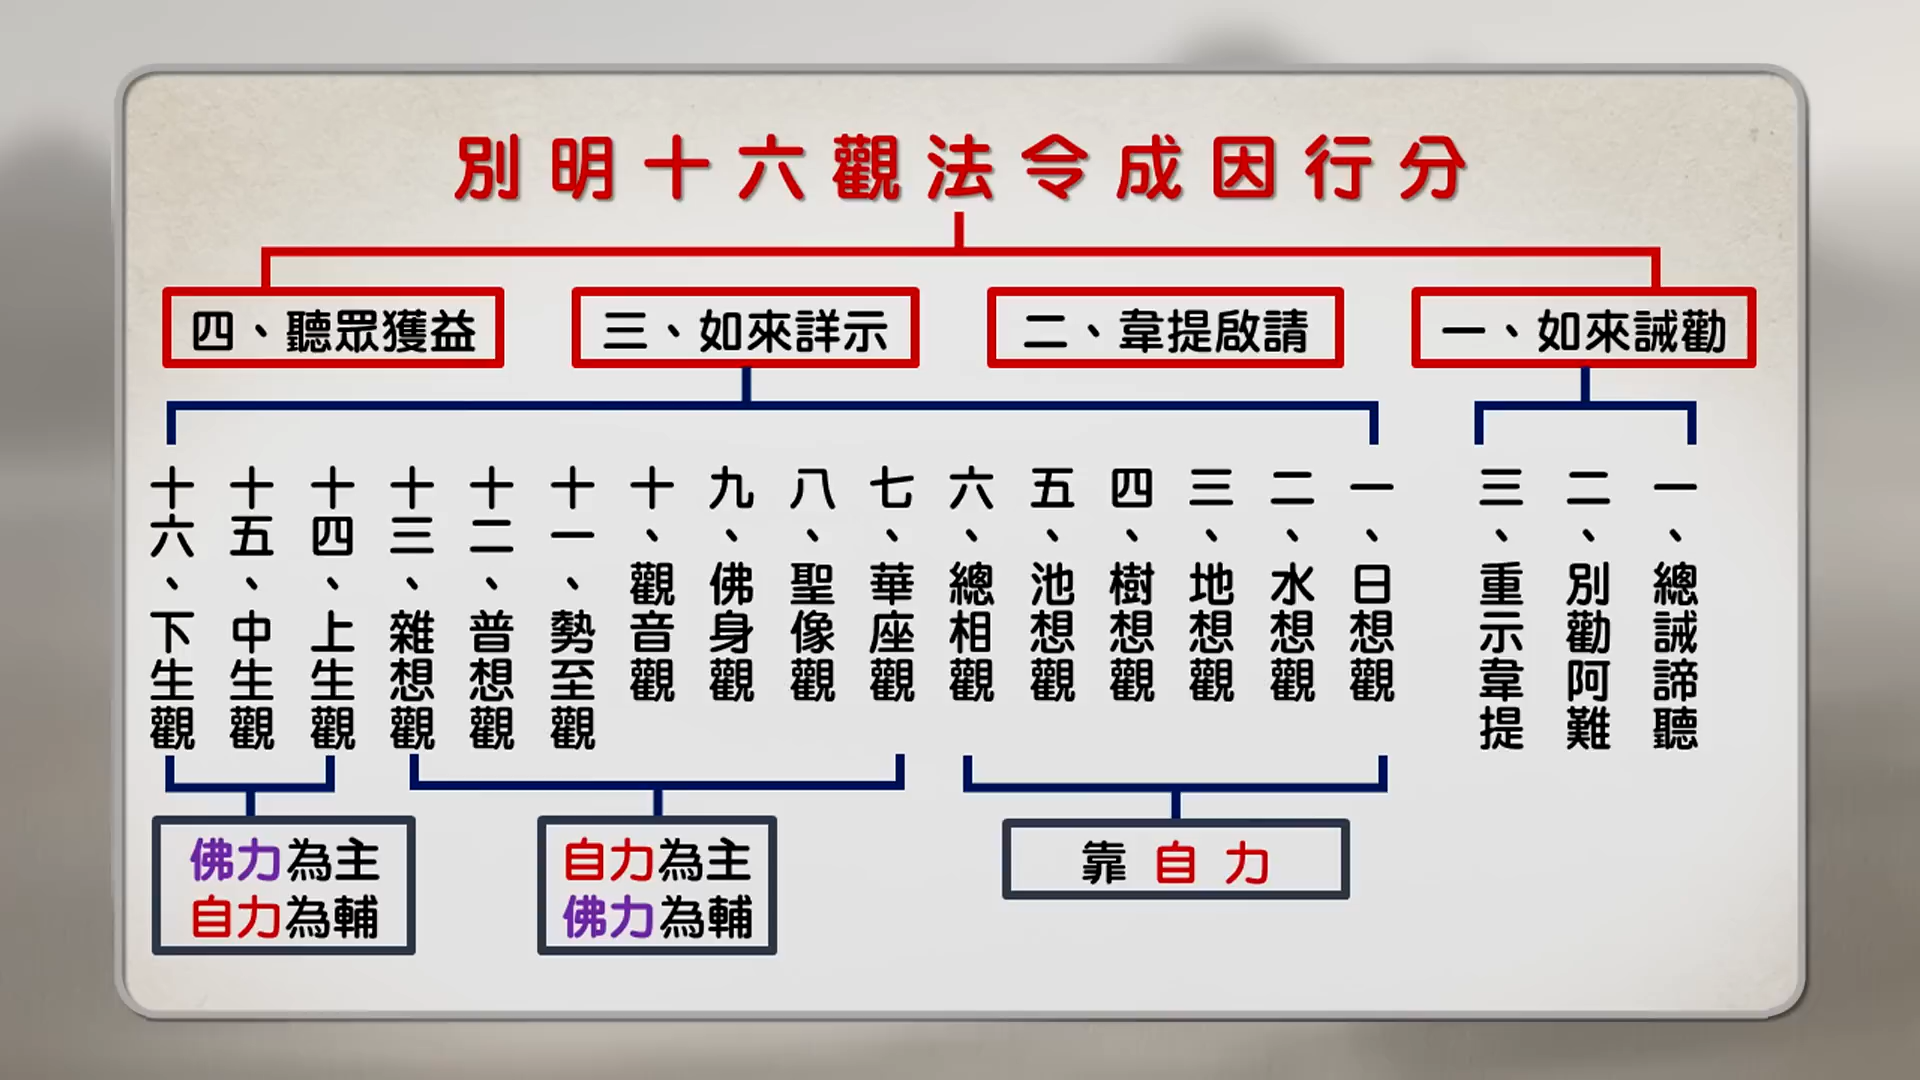 別明十六觀法令成因行分
一、如來誡勸
二、韋提啟請
三、如來詳示
四、聽眾獲益
一、總誡諦聽
二、別勸阿難
三、重示韋提
一、日想觀
二、水想觀
三、地想觀
四、樹想觀
五、池想觀
六、總相觀
七、華座觀
八、聖像觀
九、佛身觀
十、觀音觀
十一、勢至觀
十二、普想觀
十三、雜想觀
十四、上生觀
十五、中生觀
十六、下生觀
靠自力
自力為主
佛力為輔
佛力為主
自力為輔